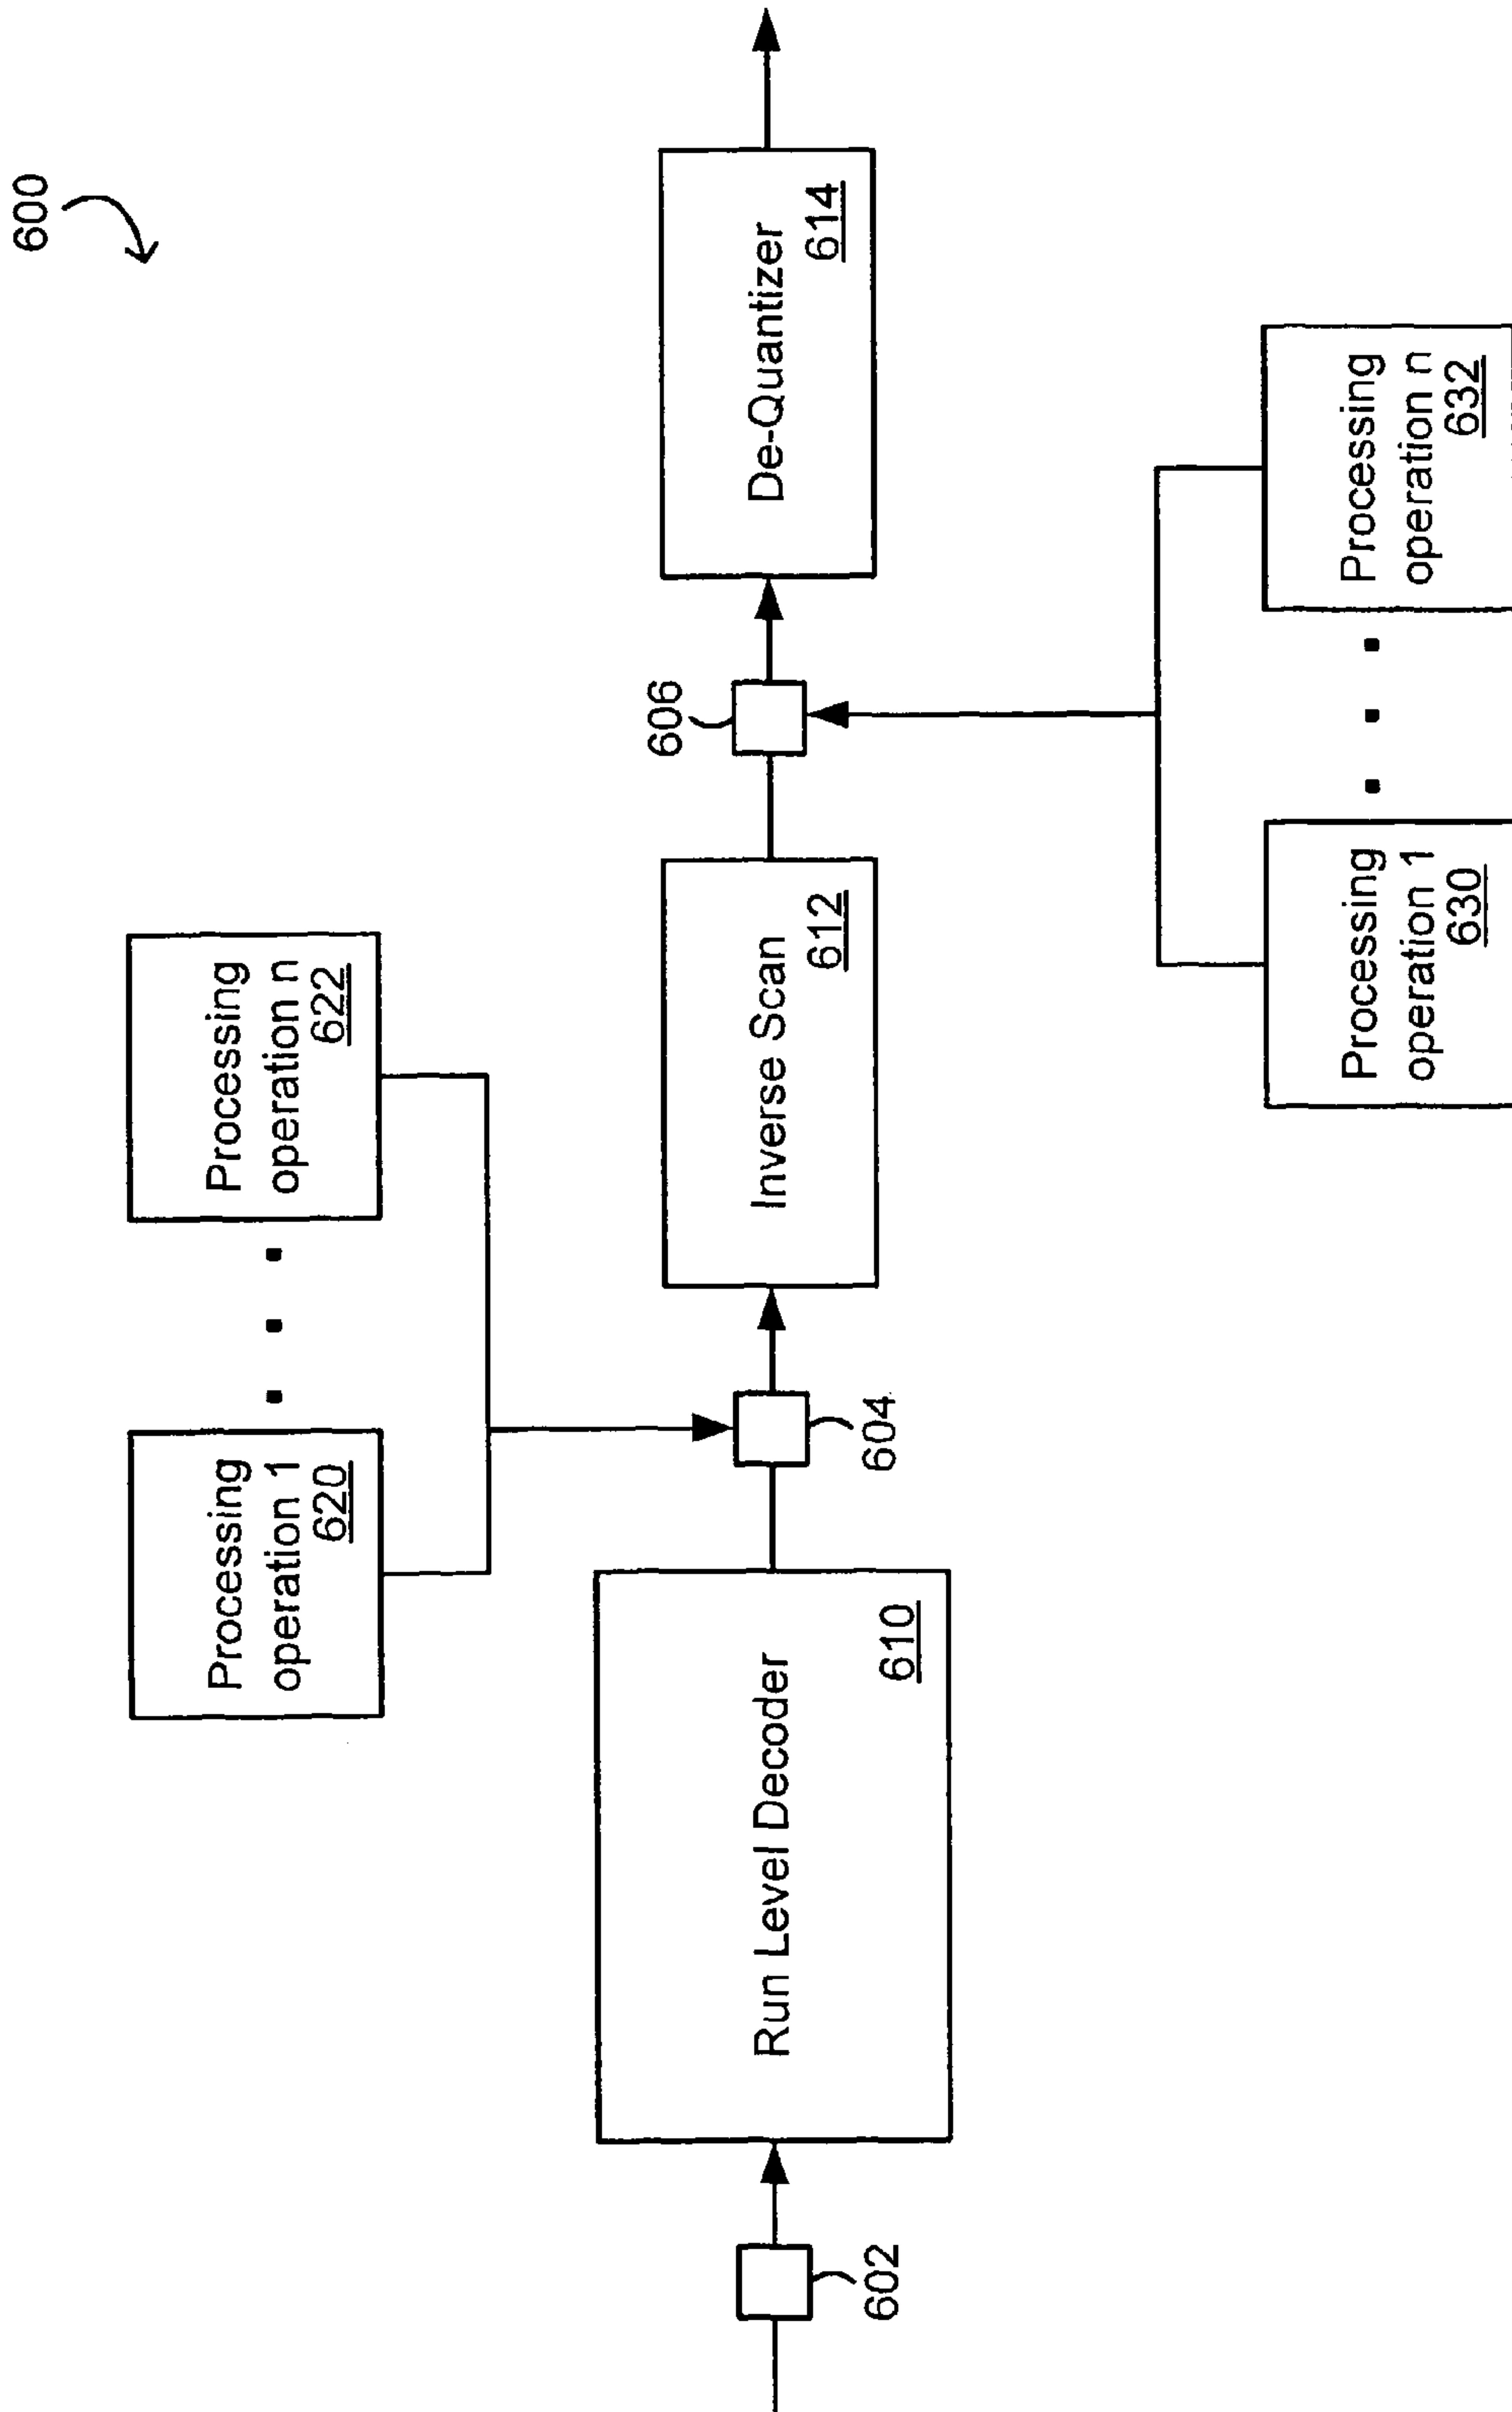 600
Processing
operation 1
620
Processing
operation n
622
602
Run Level Decoder
610
604
Inverse Scan
612
606
De-Quantizer
614
Processing
operation 1
630
Processing
operation n
632